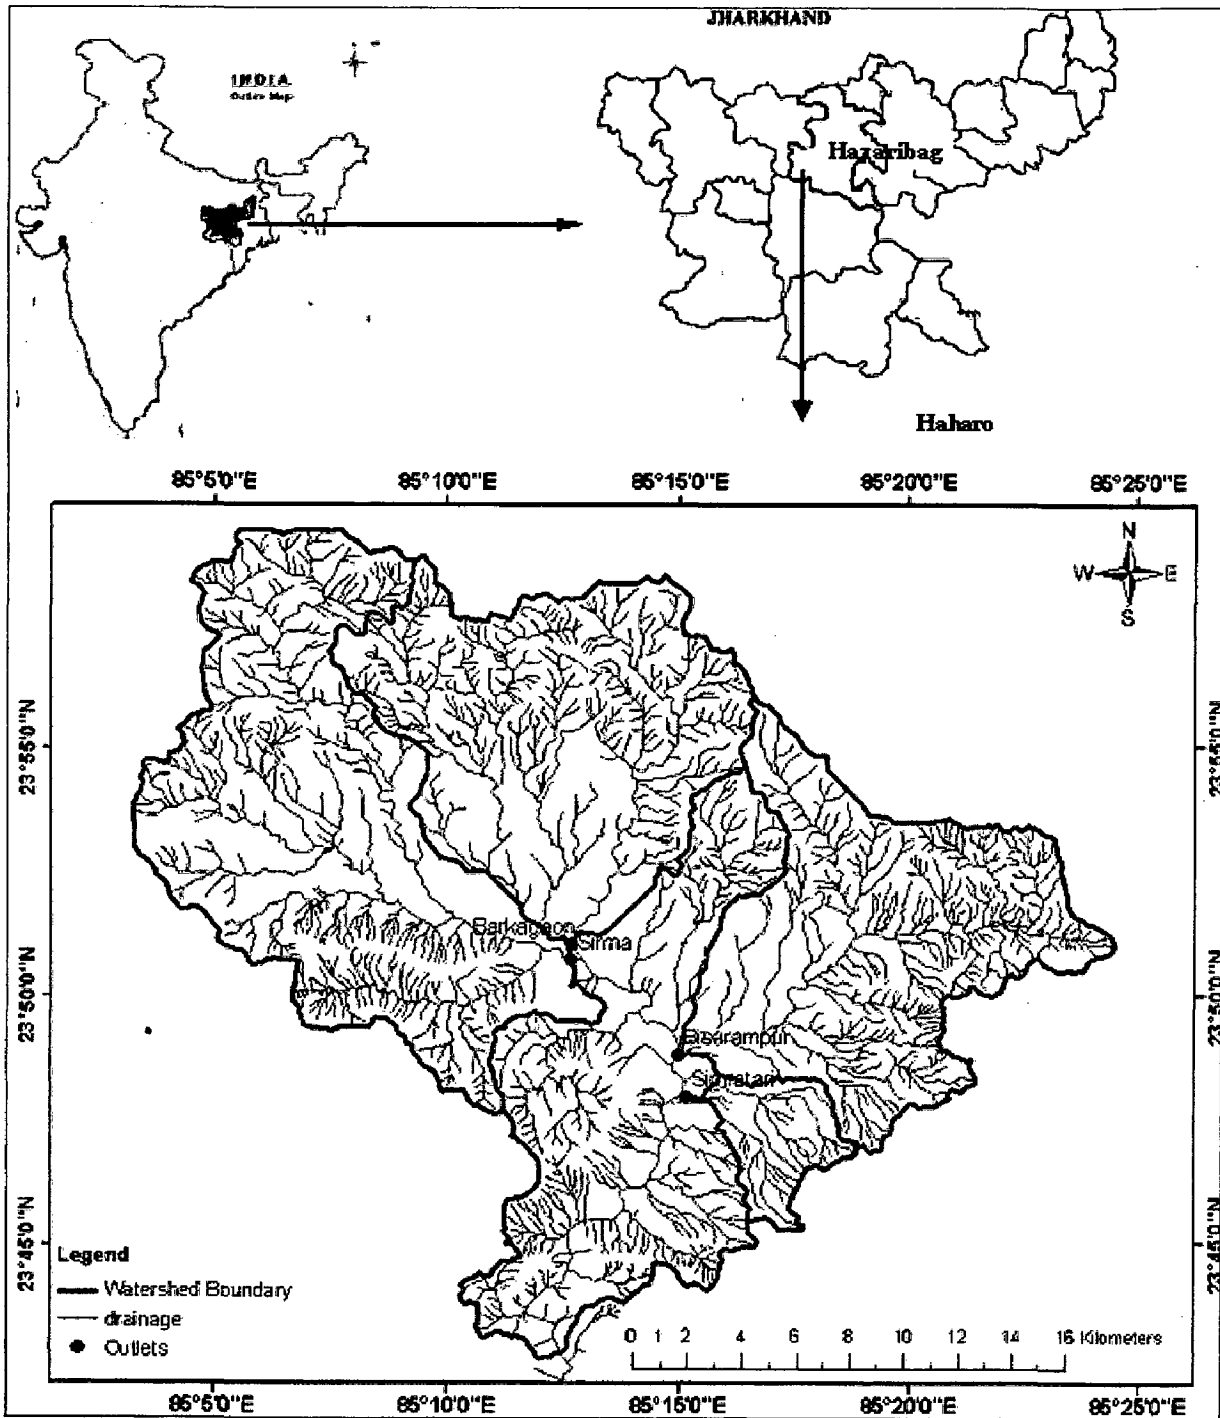 JHARKHAND
INDIA
Outline Map
Hazaribag
Haharo
85°5'0"E 85°10'0"E 85°15'0"E 85°20'0"E 85°25'0"E
N
W E
S
23°55'0"N 23°55'0"N
Barkagaon
Sirma
23°50'0"N 23°50'0"N
Bisarampur
23°45'0"N 23°45'0"N
Legend
Watershed Boundary
drainage
Outlets
0 1 2 4 6 8 10 12 14 16 Kilometers
85°5'0"E 85°10'0"E 85°15'0"E 85°20'0"E 85°25'0"E